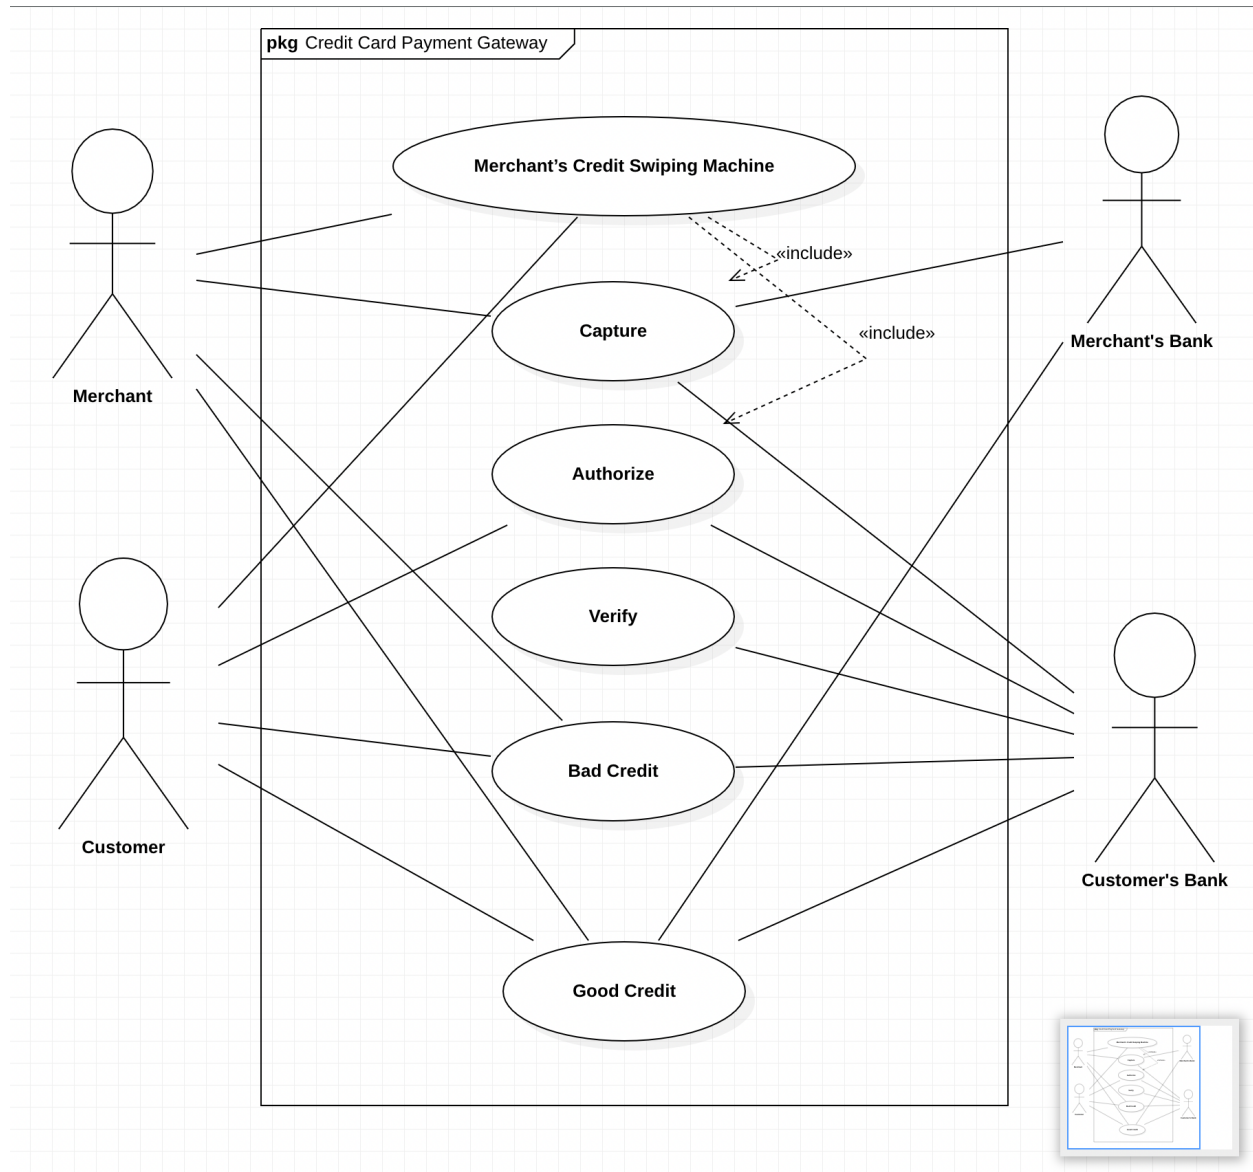 pkg Credit Card Payment Gateway
Merchant’s Credit Swiping Machine
«include»
Capture
«include»
Merchant's Bank
Merchant
Authorize
Verify
Bad Credit
Customer
Customer's Bank
Good Credit